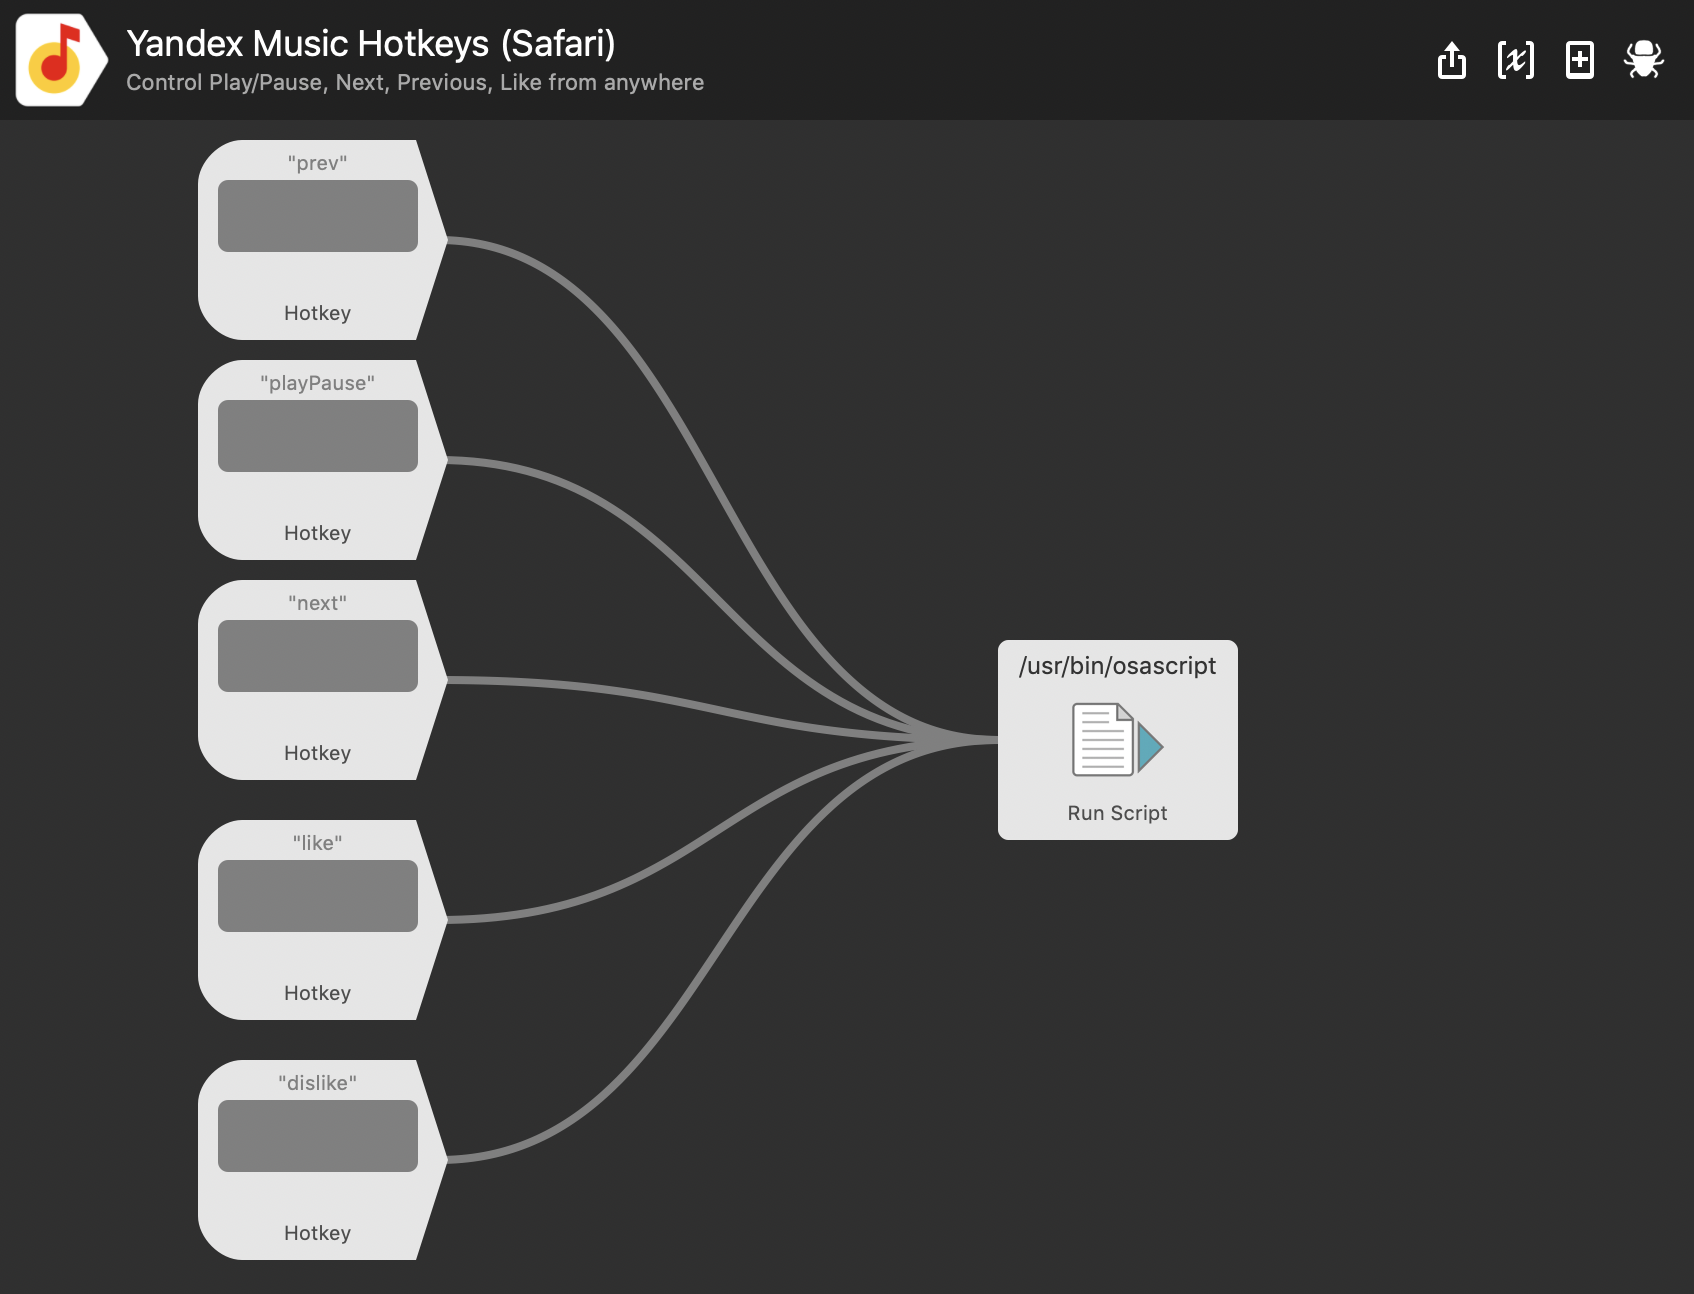 Yandex Music Hotkeys (Safari)
Control Play/Pause, Next, Previous, Like from anywhere
"prev"
Hotkey
"playPause"
Hotkey
"next"
Hotkey
/usr/bin/osascript
Run Script
"like"
Hotkey
"dislike"
Hotkey